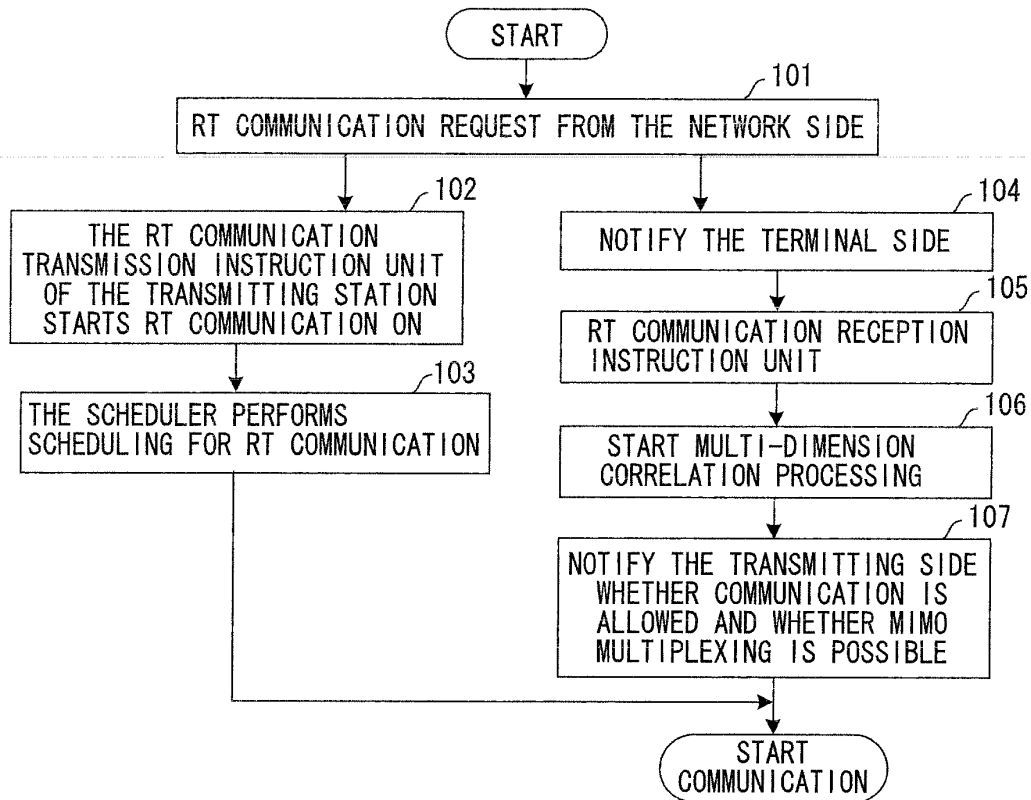 START
101
RT COMMUNICATION REQUEST FROM THE NETWORK SIDE
102
THE RT COMMUNICATION
TRANSMISSION INSTRUCTION UNIT
OF THE TRANSMITTING STATION
STARTS RT COMMUNICATION ON
103
THE SCHEDULER PERFORMS
SCHEDULING FOR RT COMMUNICATION
104
NOTIFY THE TERMINAL SIDE
105
RT COMMUNICATION RECEPTION
INSTRUCTION UNIT
106
START MULTI-DIMENSION
CORRELATION PROCESSING
107
NOTIFY THE TRANSMITTING SIDE
WHETHER COMMUNICATION IS
ALLOWED AND WHETHER MIMO
MULTIPLEXING IS POSSIBLE
START
COMMUNICATION